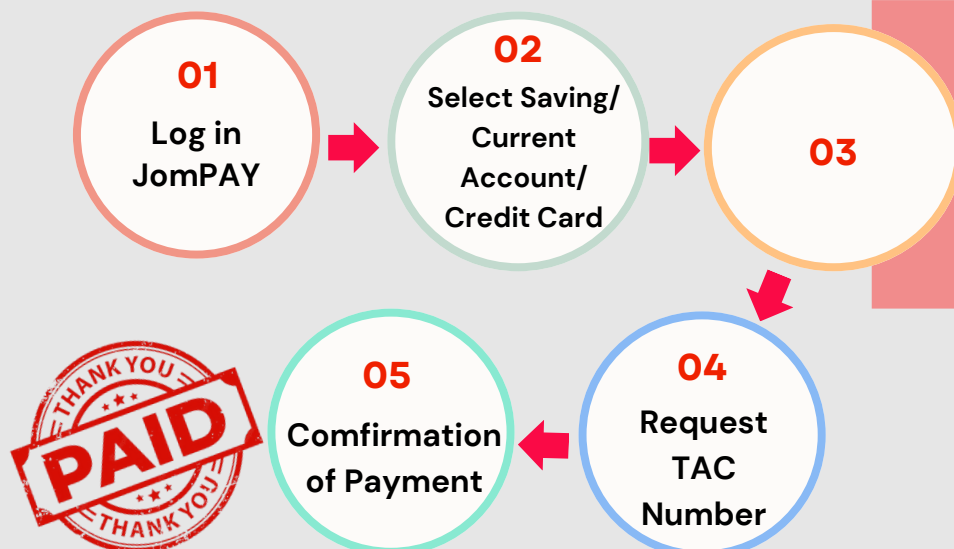 01
Log in
JomPAY
02
Select Saving/
Current
Account/
Credit Card
03
04
Request
TAC
Number
05
Comfirmation
of Payment
THANK YOU
PAID
THANK YOU